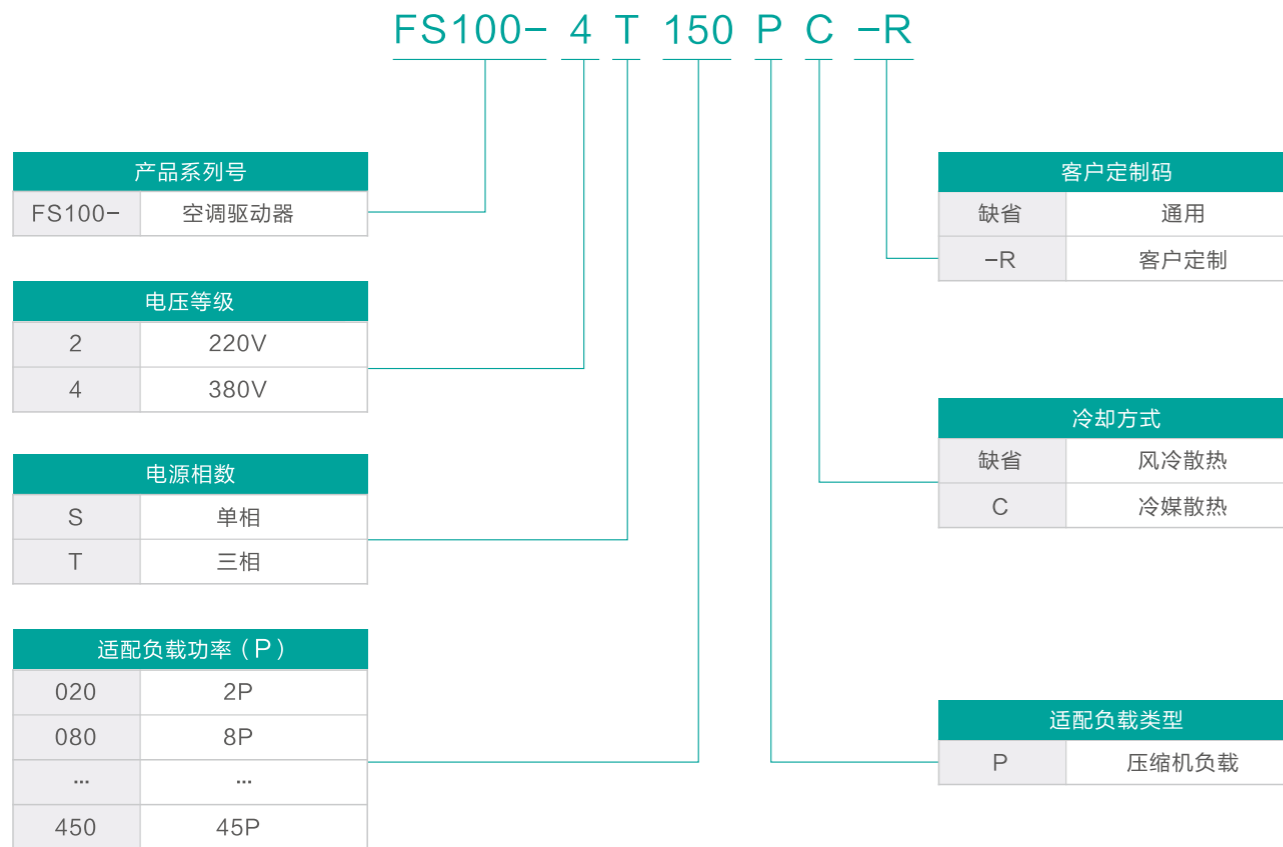 FS100- 4 T 150 P C -R
产品系列号
FS100- 空调驱动器
电压等级
2 220V
4 380V
电源相数
S 单相
T 三相
适配负载功率（P）
020 2P
080 8P
... ...
450 45P
客户定制码
缺省 通用
-R 客户定制
冷却方式
缺省 风冷散热
C 冷媒散热
适配负载类型
P 压缩机负载